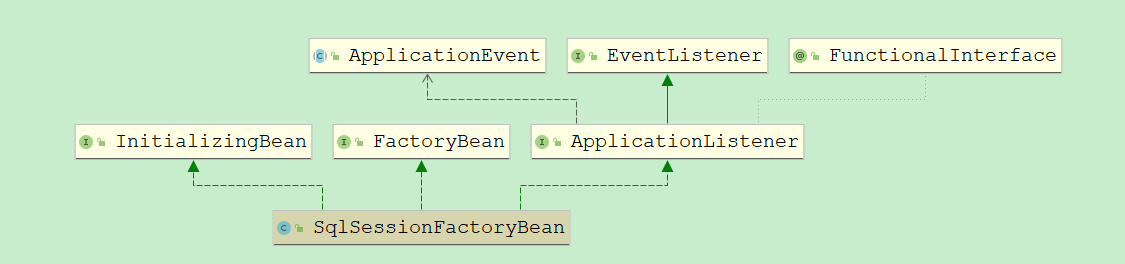 C ApplicationEvent
I EventListener
@ FunctionalInterface
I InitializingBean
I FactoryBean
I ApplicationListener
C SqlSessionFactoryBean